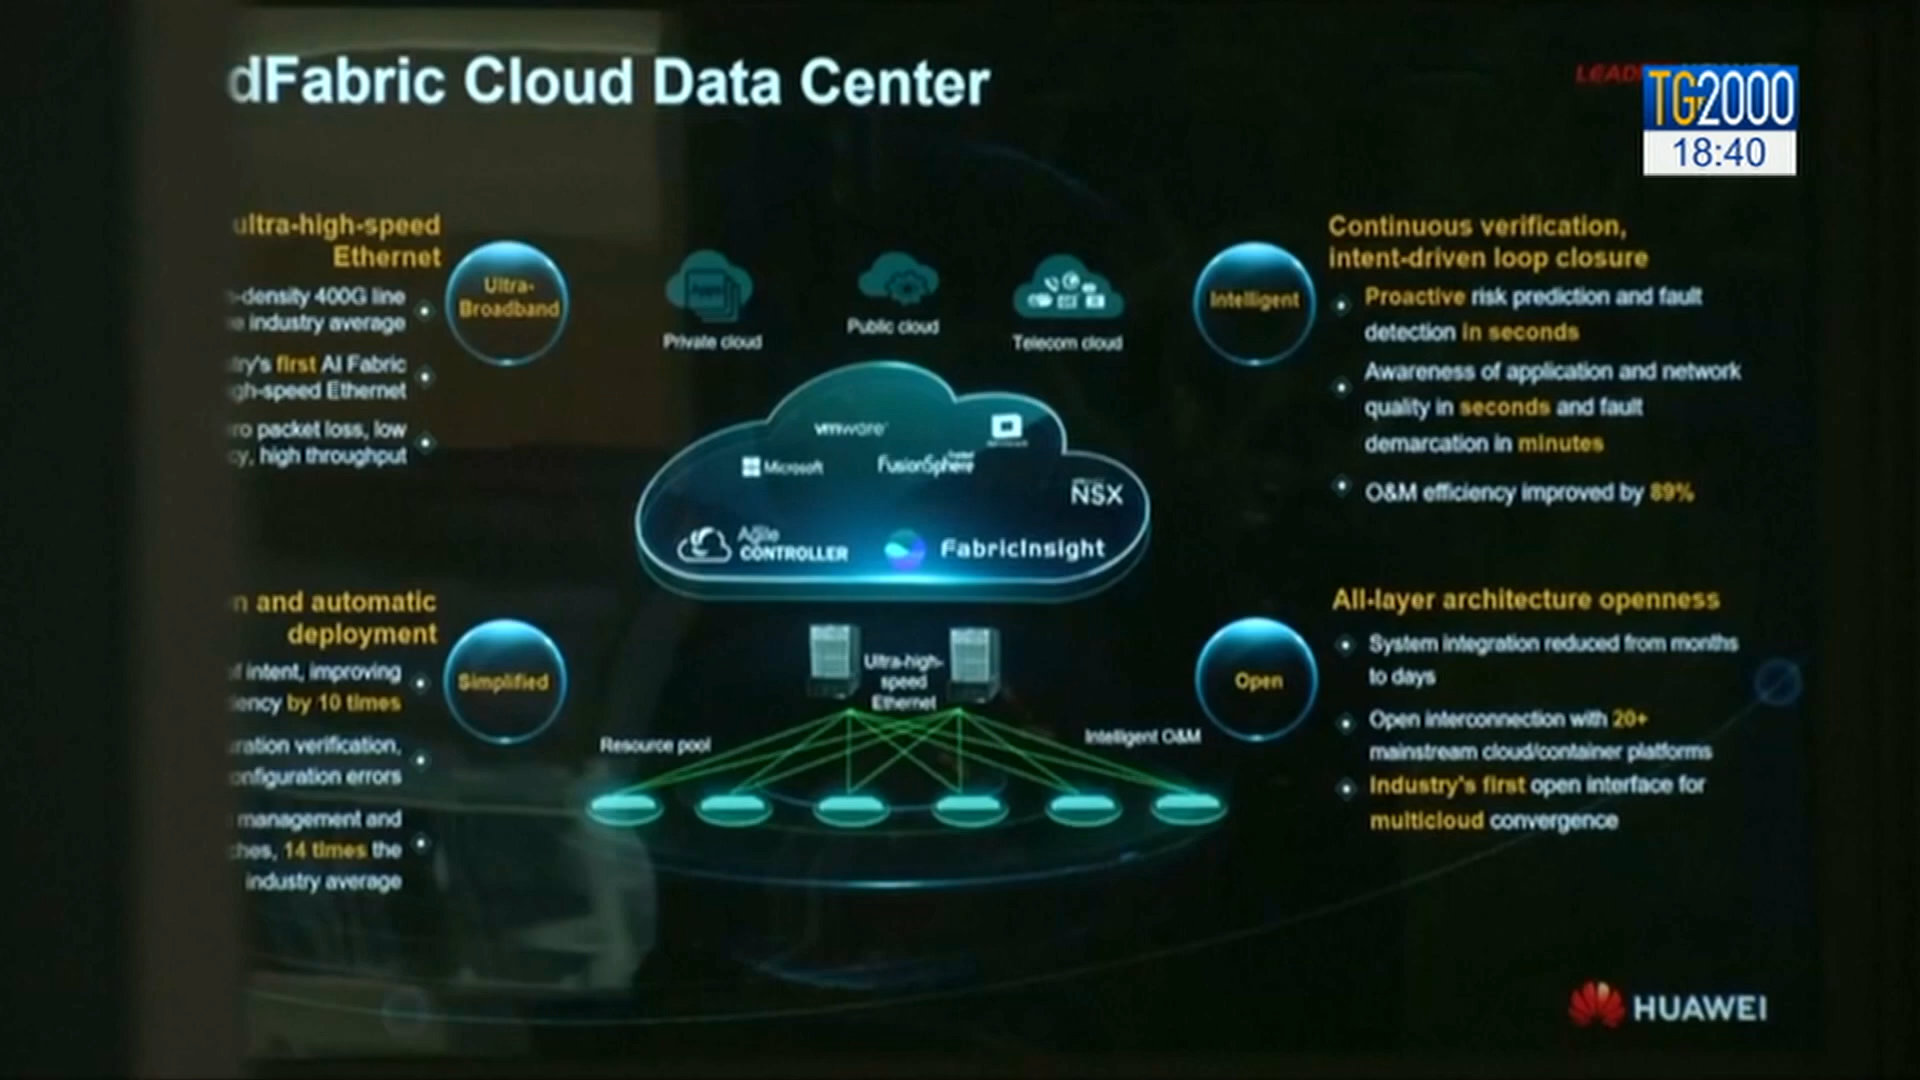 dFabric Cloud Data Center
TG2000
18:40
ultra-high-speed
Ethernet
-density 400G line
industry average
try's first AI Fabric
gh-speed Ethernet
ro packet loss, low
cy, high throughput
Ultra-
Broadband
Private cloud
Public cloud
Telecom cloud
Apps
Intelligent
Continuous verification,
intent-driven loop closure
Proactive risk prediction and fault
detection in seconds
Awareness of application and network
quality in seconds and fault
demarcation in minutes
O&M efficiency improved by 89%
vmware
Microsoft
FusionSphere
NSX
Agile
CONTROLLER
FabricInsight
n and automatic
deployment
f intent, improving
iency by 10 times
uration verification,
onfiguration errors
management and
ches, 14 times the
industry average
Simplified
Ultra-high-
speed
Ethernet
Resource pool
Intelligent O&M
Open
All-layer architecture openness
System integration reduced from months
to days
Open interconnection with 20+
mainstream cloud/container platforms
Industry's first open interface for
multicloud convergence
HUAWEI